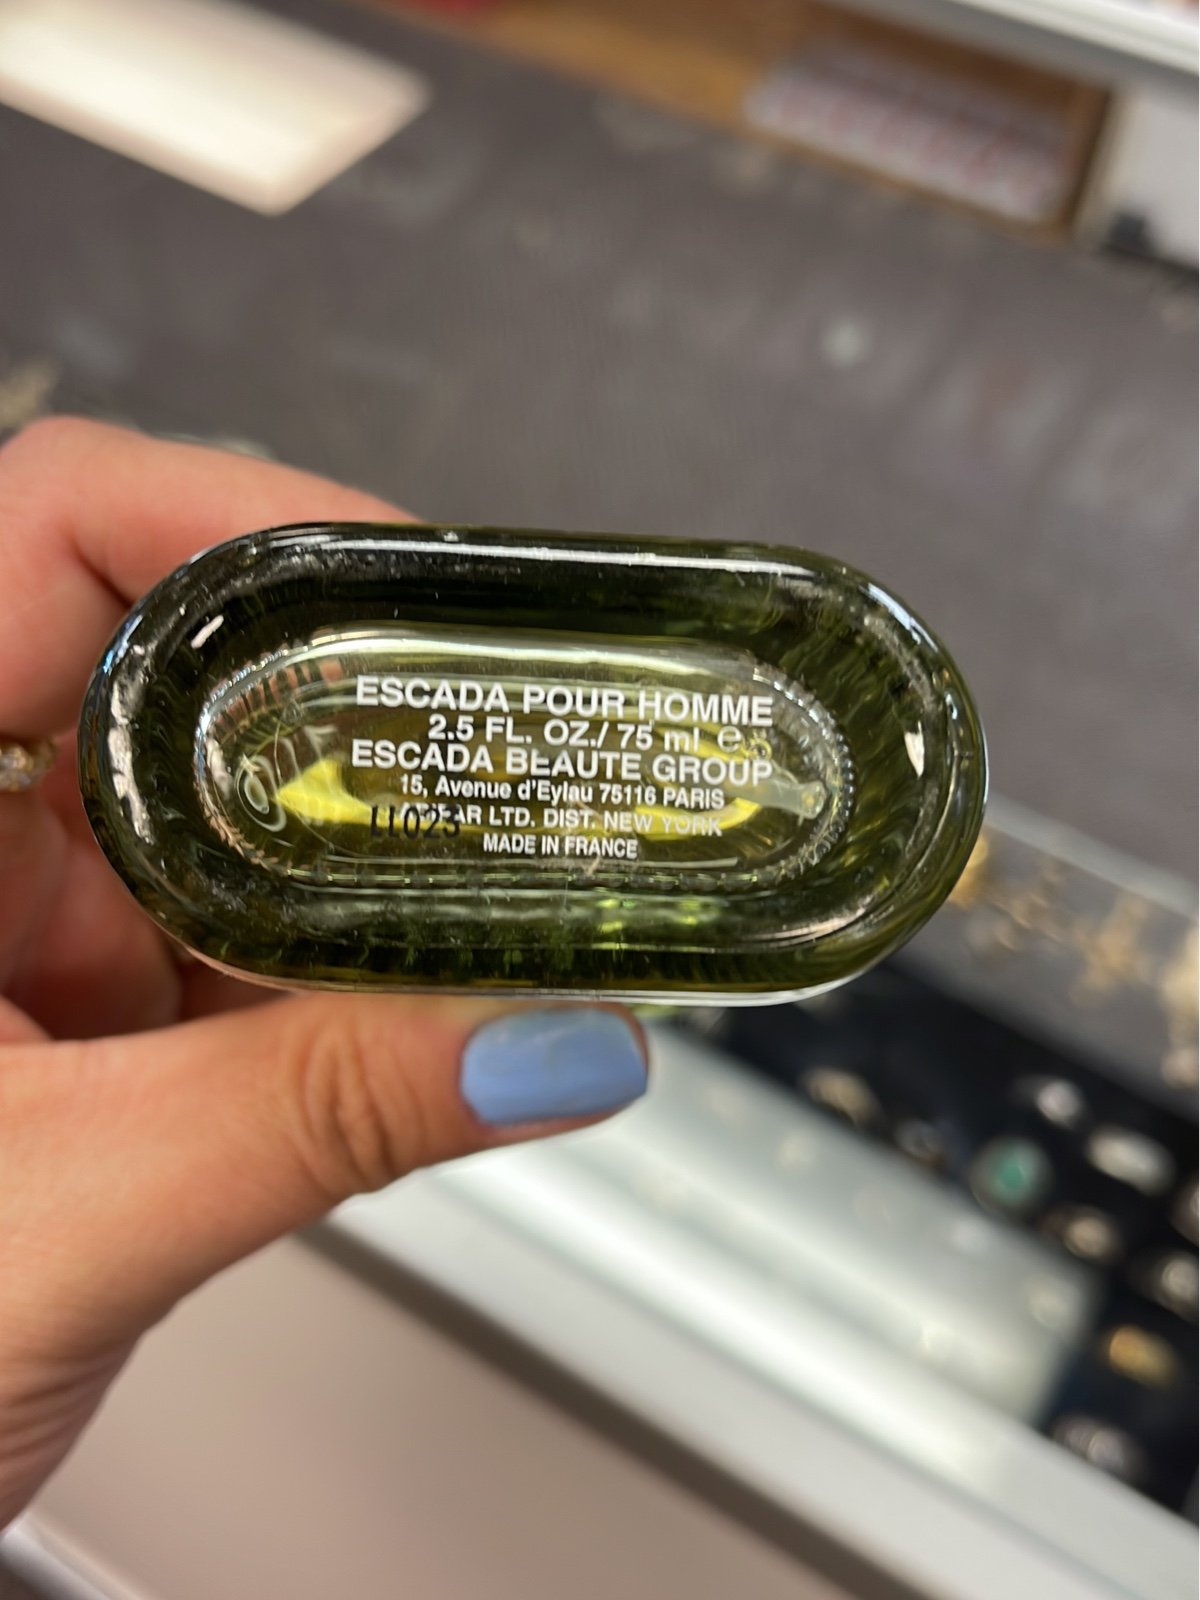 ESCADA POUR HOMME
2.5 FL. OZ./ 75 ml e
ESCADA BEAUTE GROUP
15, Avenue d'Eylau 75116 PARIS
LTD. DIST. NEW YORK
LL023
MADE IN FRANCE